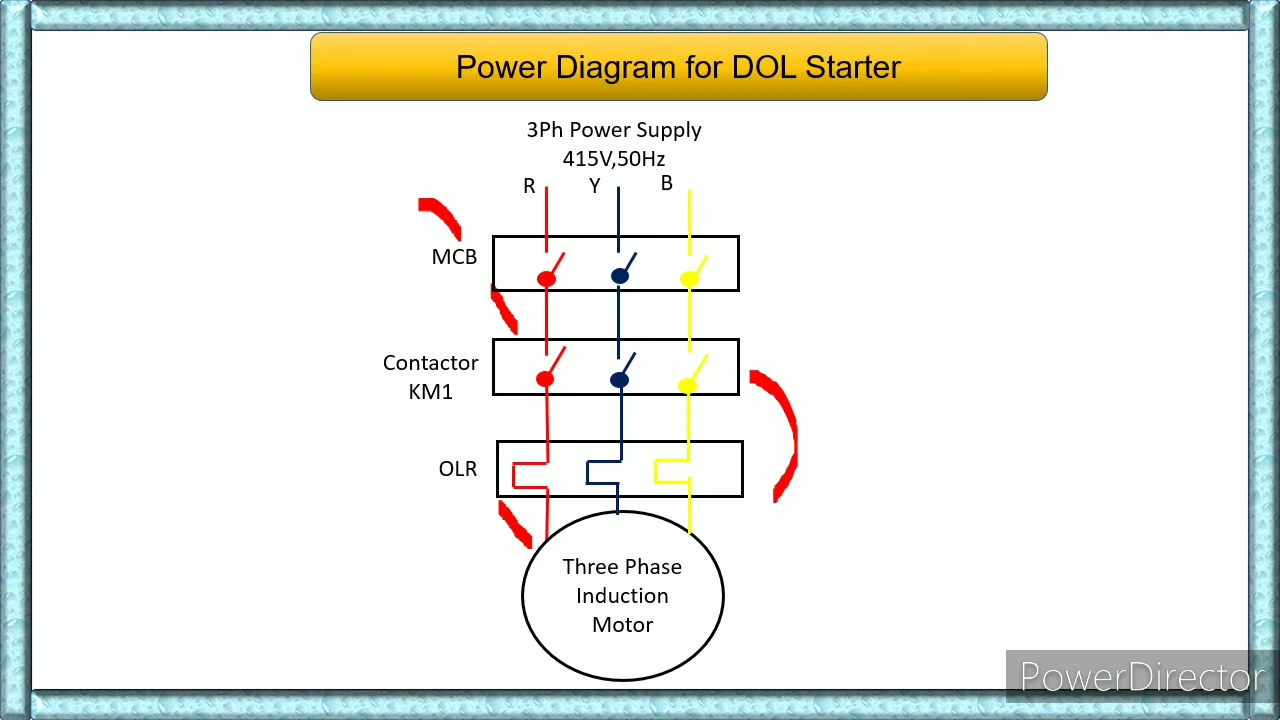 Power Diagram for DOL Starter
3Ph Power Supply
415V,50Hz
R Y B
MCB
Contactor
KM1
OLR
Three Phase
Induction
Motor
PowerDirector